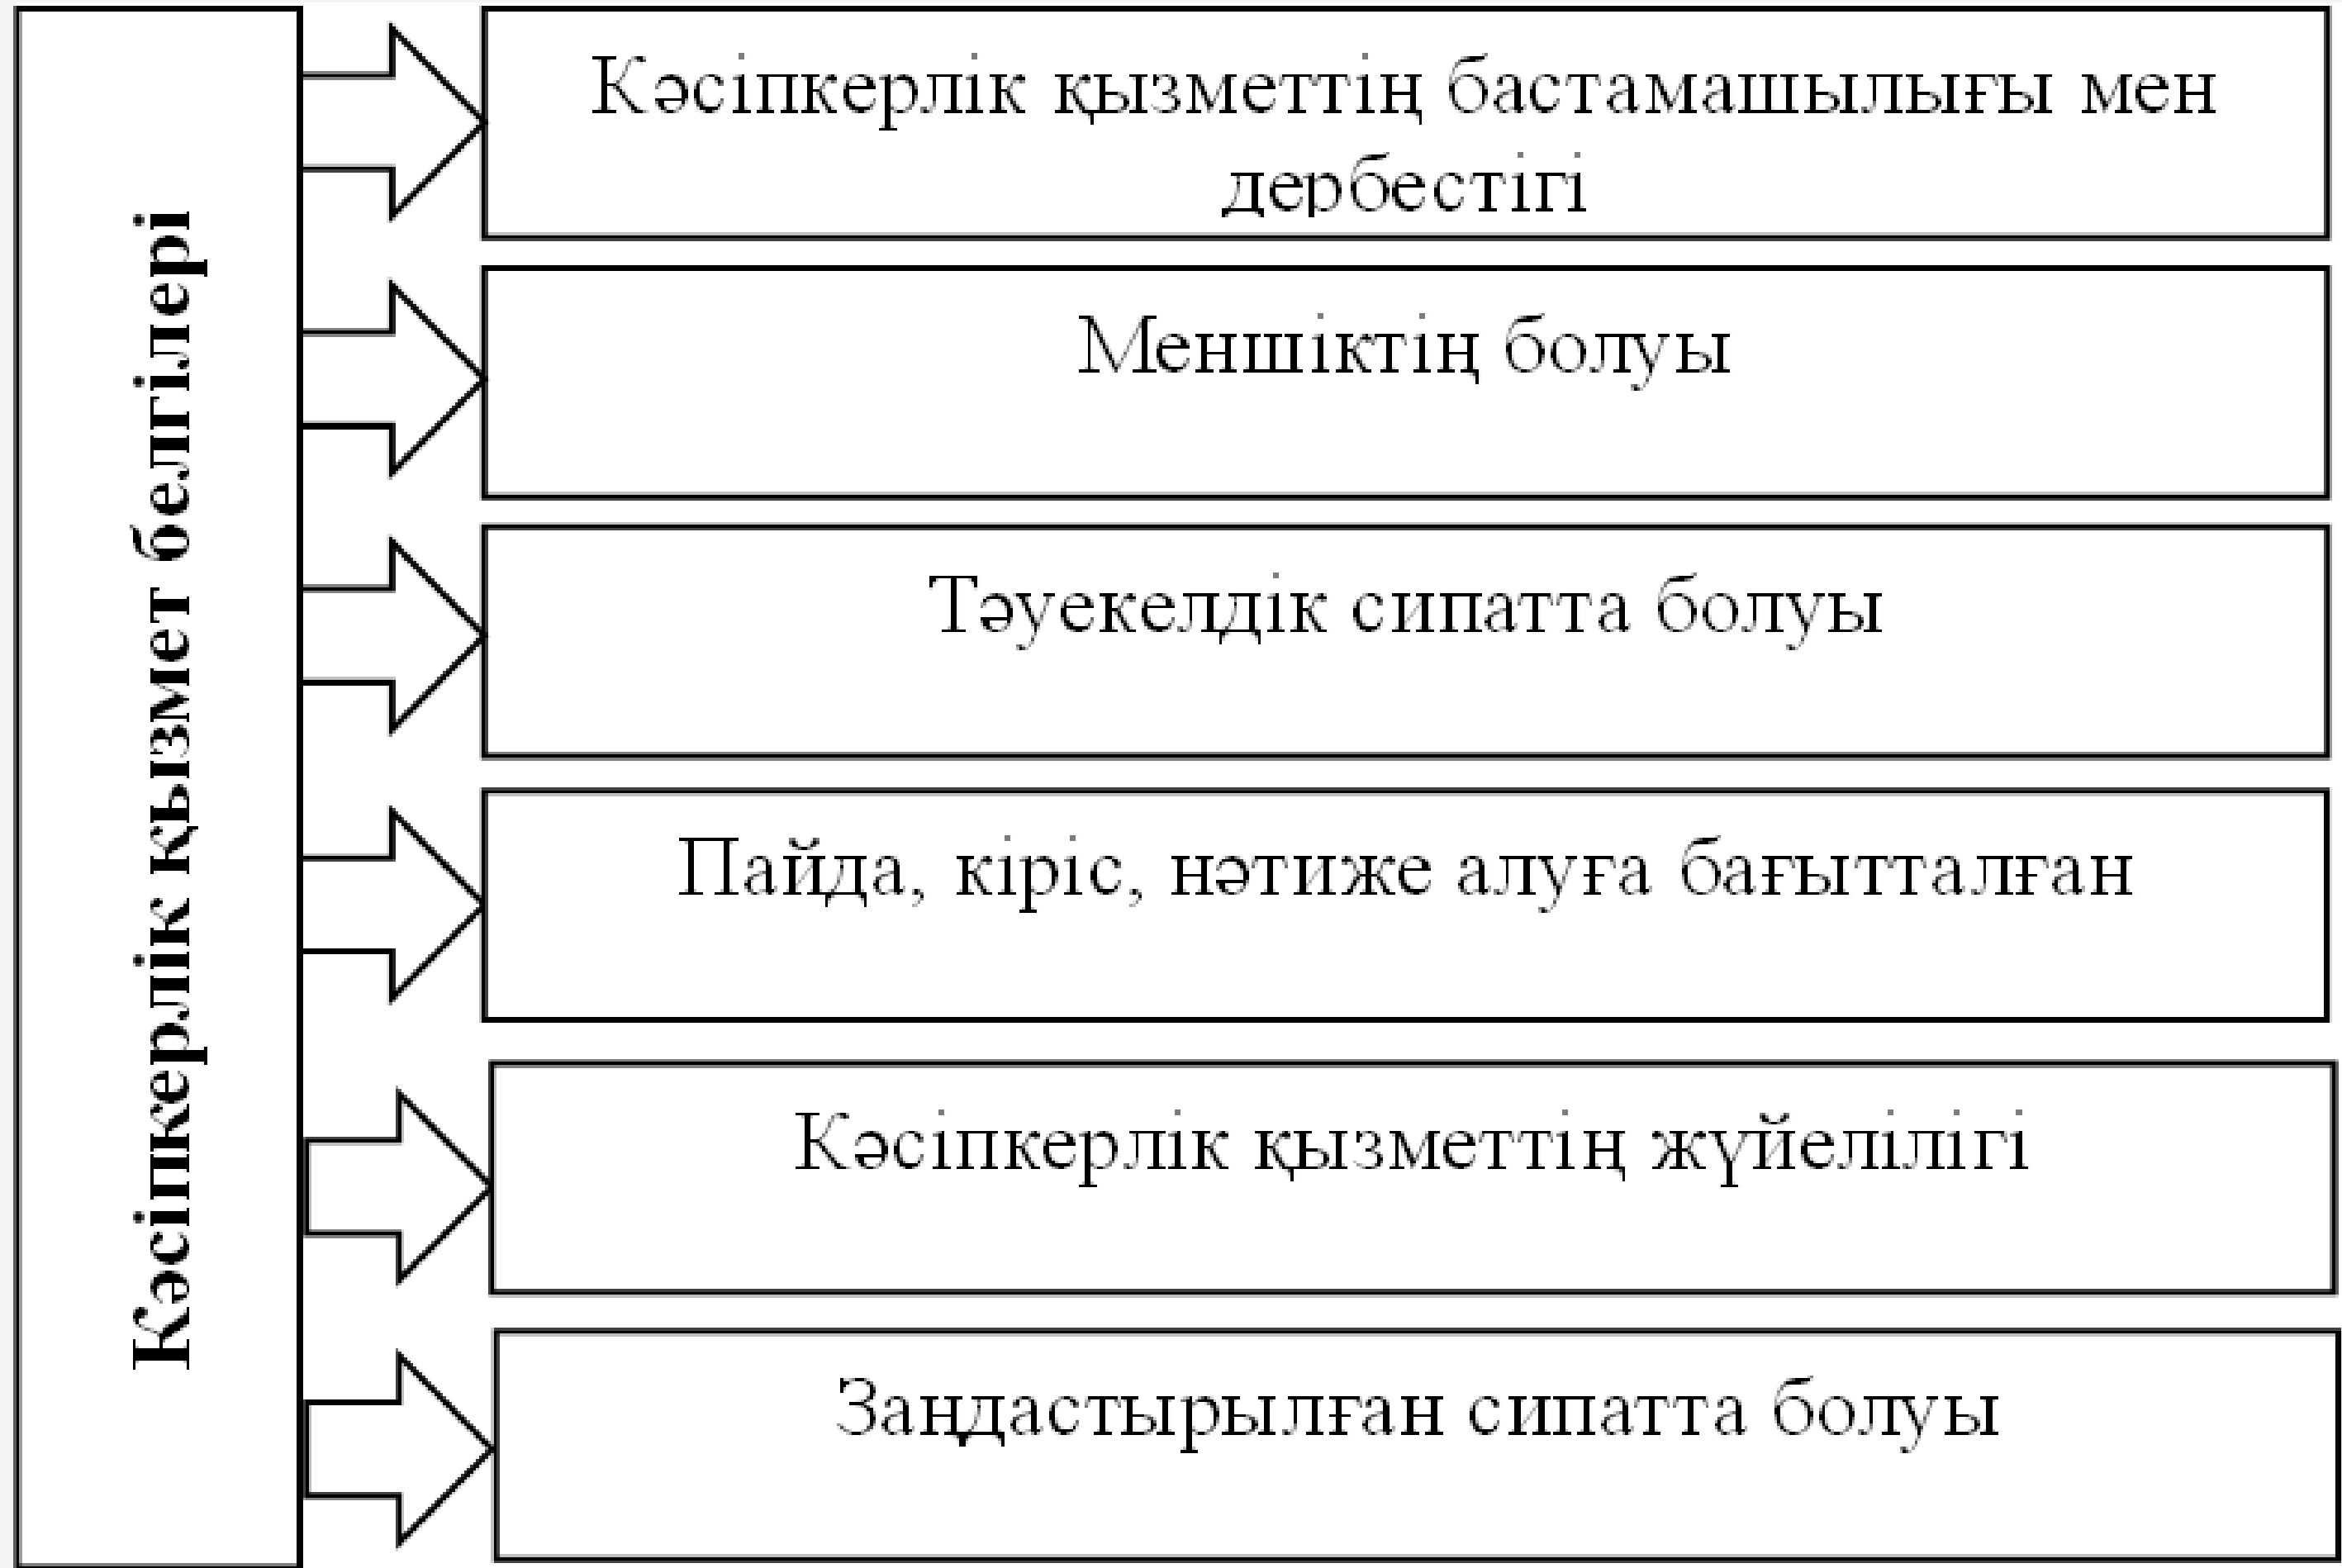 Кәсіпкерлік қызмет белгілері
Кәсіпкерлік қызметтің бастамашылығы мен
дербестігі
Меншіктің болуы
Тәуекелдік сипатта болуы
Пайда, кіріс, нәтиже алуға бағытталған
Кәсіпкерлік қызметтің жүйелілігі
Заңдастырылған сипатта болуы